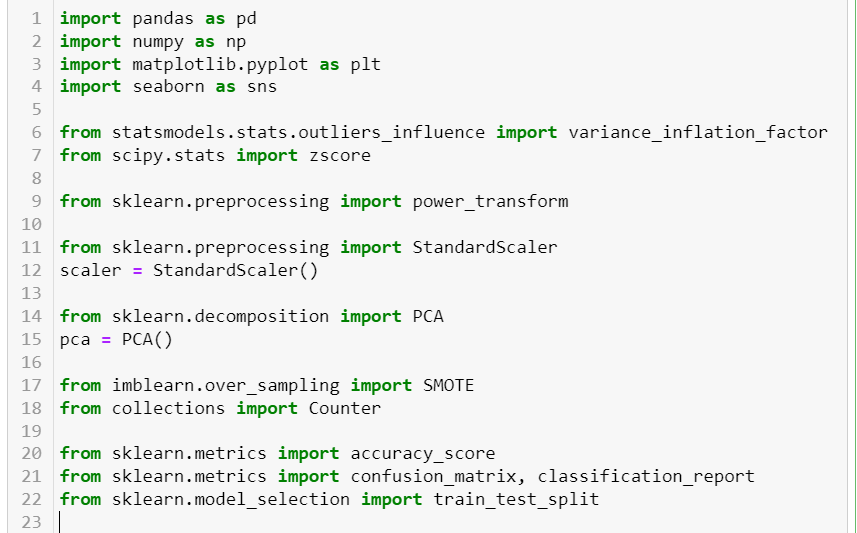 1 import pandas as pd
2 import numpy as np
3 import matplotlib.pyplot as plt
4 import seaborn as sns
5
6 from statsmodels.stats.outliers_influence import variance_inflation_factor
7 from scipy.stats import zscore
8
9 from sklearn.preprocessing import power_transform
10
11 from sklearn.preprocessing import StandardScaler
12 scaler = StandardScaler()
13
14 from sklearn.decomposition import PCA
15 pca = PCA()
16
17 from imblearn.over_sampling import SMOTE
18 from collections import Counter
19
20 from sklearn.metrics import accuracy_score
21 from sklearn.metrics import confusion_matrix, classification_report
22 from sklearn.model_selection import train_test_split
23